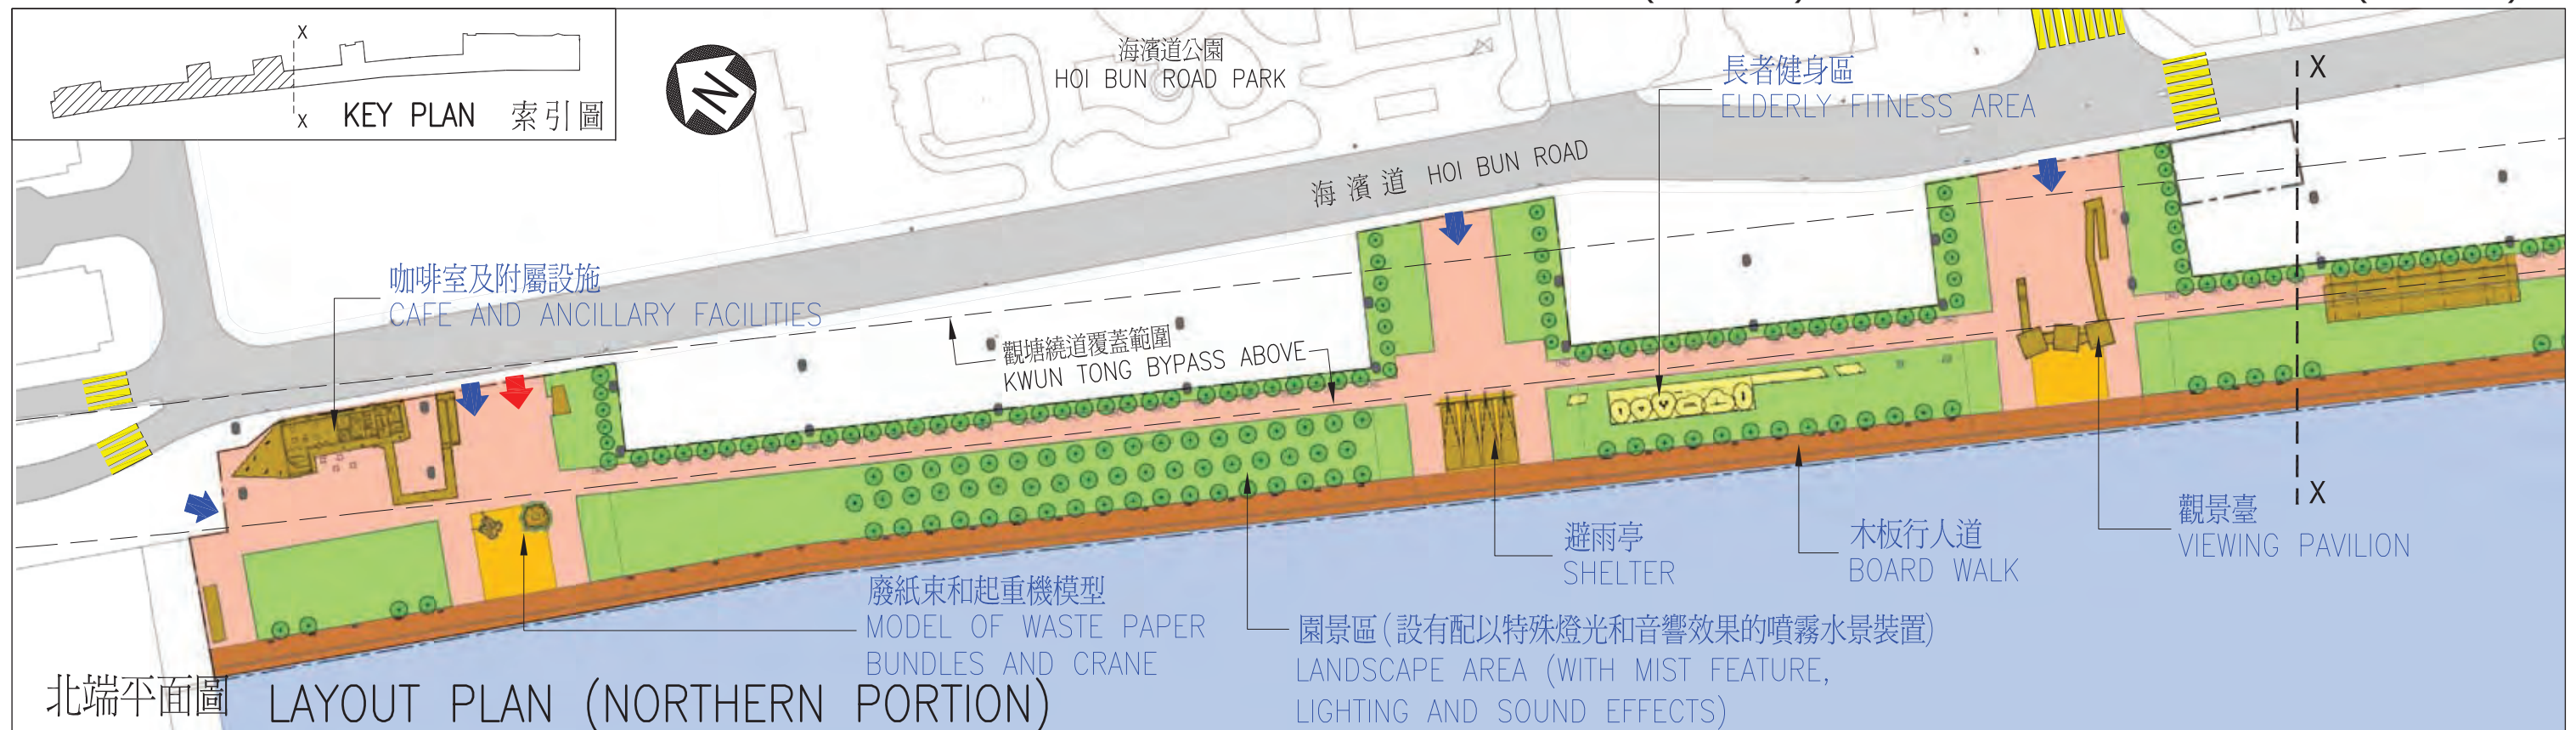 X
X
KEY PLAN 索引圖
N
海濱道公園
HOI BUN ROAD PARK
長者健身區
ELDERLY FITNESS AREA
X
海濱道 HOI BUN ROAD
咖啡室及附屬設施
CAFE AND ANCILLARY FACILITIES
觀塘繞道覆蓋範圍
KWUN TONG BYPASS ABOVE
X
觀景臺
VIEWING PAVILION
避雨亭
SHELTER
木板行人道
BOARD WALK
廢紙束和起重機模型
MODEL OF WASTE PAPER
BUNDLES AND CRANE
園景區(設有配以特殊燈光和音響效果的噴霧水景裝置)
LANDSCAPE AREA (WITH MIST FEATURE,
LIGHTING AND SOUND EFFECTS)
北端平面圖 LAYOUT PLAN (NORTHERN PORTION)